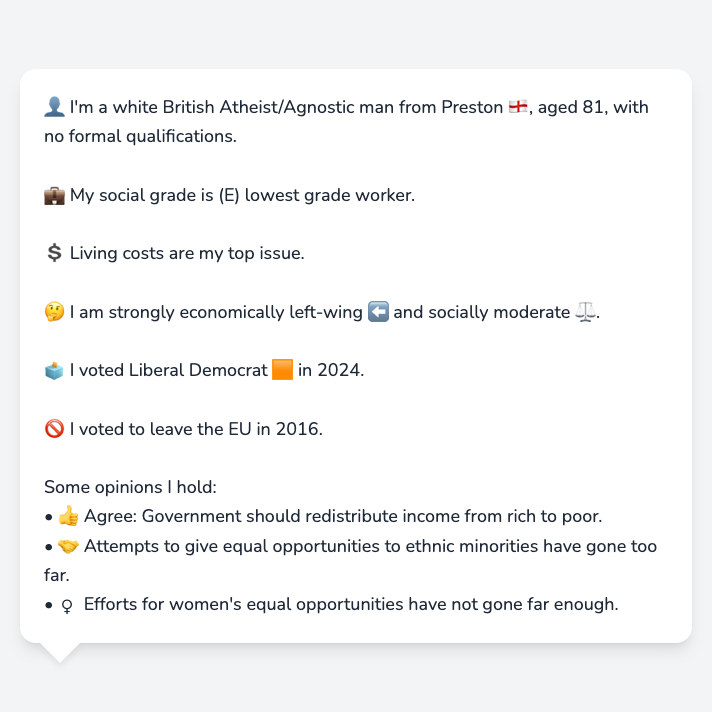 👤 I'm a white British Atheist/Agnostic man from Preston 🏴󠁧󠁢󠁥󠁮󠁧󠁿, aged 81, with
no formal qualifications.
💼 My social grade is (E) lowest grade worker.
💲 Living costs are my top issue.
🤔 I am strongly economically left-wing ⬅️ and socially moderate ⚖️.
🗳️ I voted Liberal Democrat 🟧 in 2024.
🚫 I voted to leave the EU in 2016.
Some opinions I hold:
• 👍 Agree: Government should redistribute income from rich to poor.
• 🤝 Attempts to give equal opportunities to ethnic minorities have gone too
far.
• ♀ Efforts for women's equal opportunities have not gone far enough.